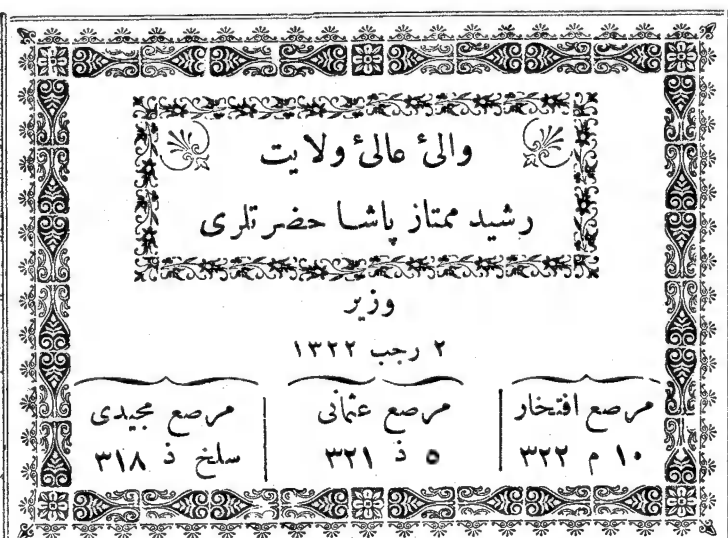 والئ عالئ ولايت
رشيد ممتاز پاشا حضرتلرى
وزير
٢ رجب ١٣٢٢
مرصع افتخار
١٠ م ٣٢٢
مرصع عثمانى
٥ ذ ٣٢١
مرصع مجيدى
سلخ ذ ٣١٨